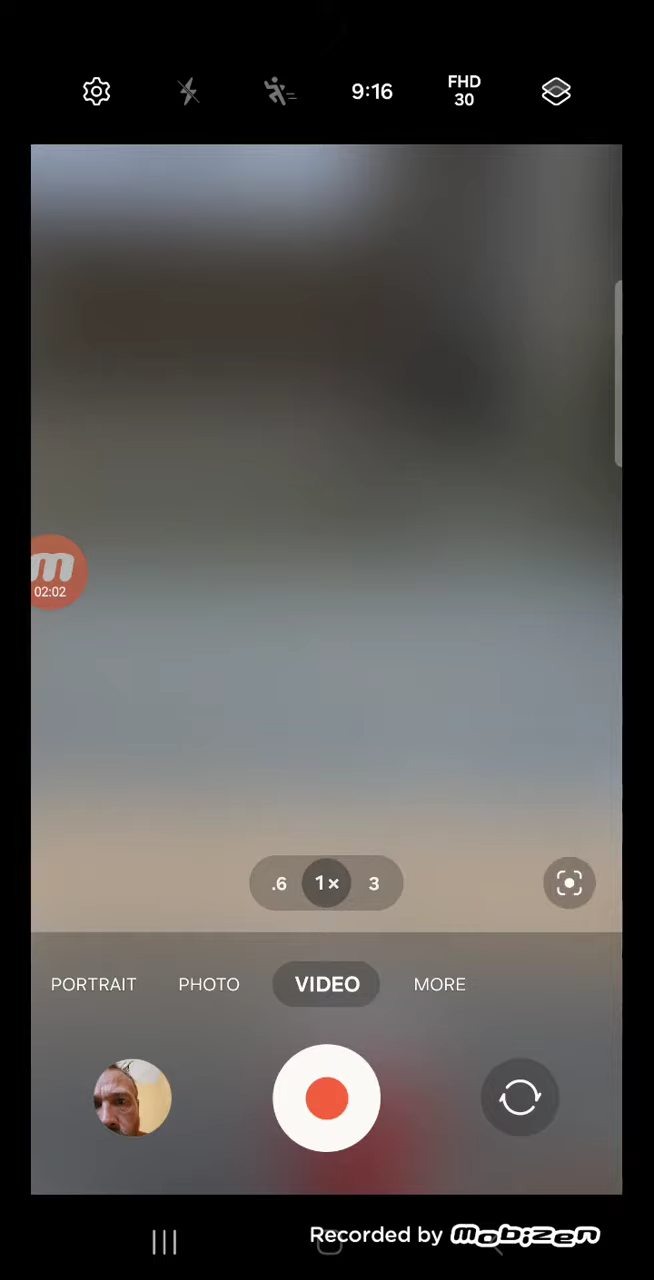 9:16
FHD
30
m
02:02
.6
1×
3
PORTRAIT
PHOTO
VIDEO
MORE
Recorded by mobizen